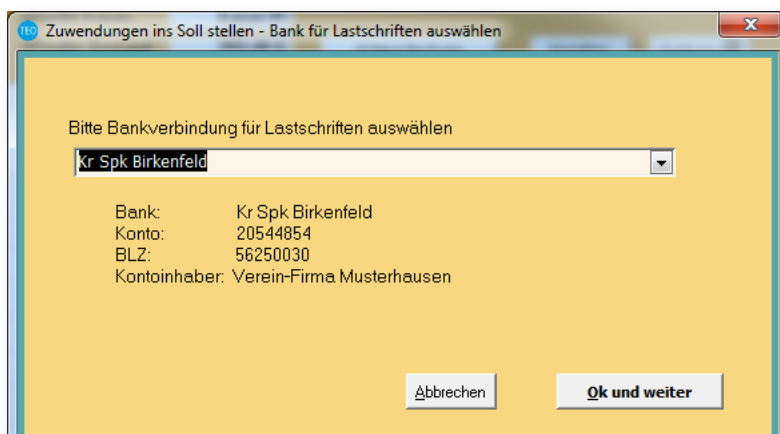 TEO Zuwendungen ins Soll stellen - Bank für Lastschriften auswählen
Bitte Bankverbindung für Lastschriften auswählen
Kr Spk Birkenfeld
Bank: Kr Spk Birkenfeld
Konto: 20544854
BLZ: 56250030
Kontoinhaber: Verein-Firma Musterhausen
Abbrechen Ok und weiter